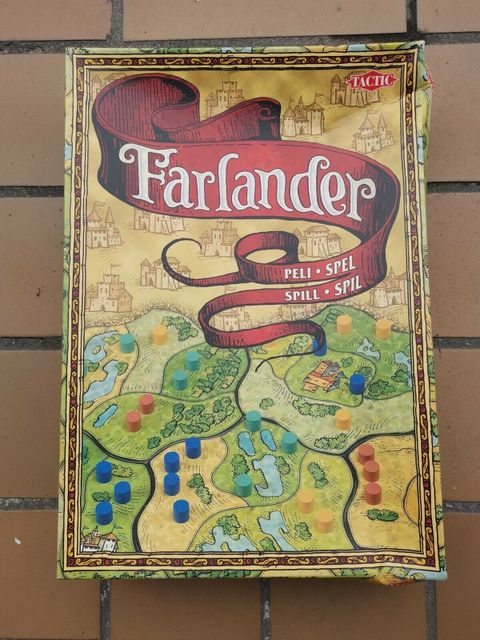 TACTIC
Farlander
PELI • SPEL
SPILL • SPIL